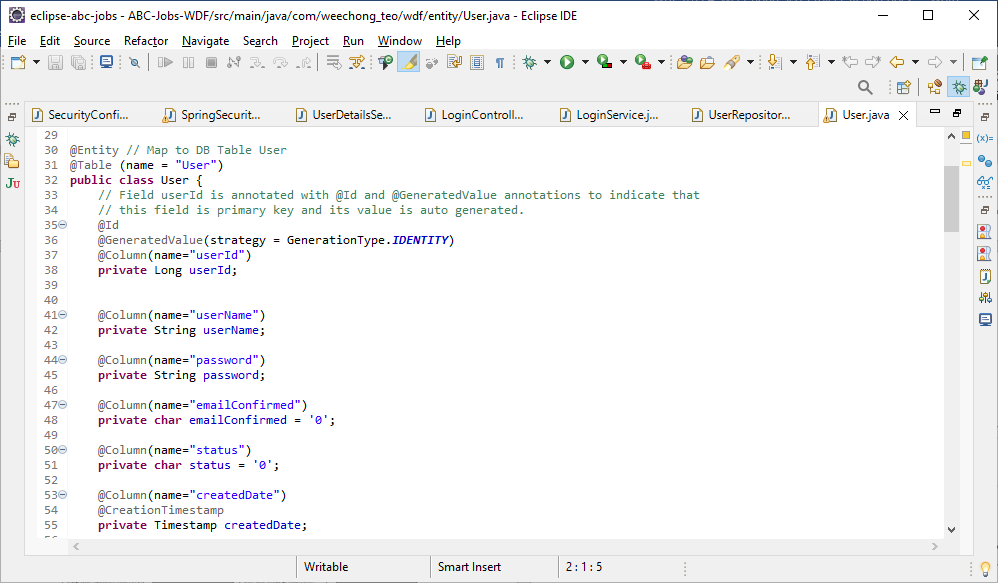 eclipse-abc-jobs - ABC-Jobs-WDF/src/main/java/com/weechong_teo/wdf/entity/User.java - Eclipse IDE
File Edit Source Refactor Navigate Search Project Run Window Help
SecurityConfi... SpringSecurit... UserDetailsSe... LoginControll... LoginService.j... UserRepositor... User.java
29
30 @Entity // Map to DB Table User
31 @Table (name = "User")
32 public class User {
33 // Field userId is annotated with @Id and @GeneratedValue annotations to indicate that
34 // this field is primary key and its value is auto generated.
35 @Id
36 @GeneratedValue(strategy = GenerationType.IDENTITY)
37 @Column(name="userId")
38 private Long userId;
39
40
41 @Column(name="userName")
42 private String userName;
43
44 @Column(name="password")
45 private String password;
46
47 @Column(name="emailConfirmed")
48 private char emailConfirmed = '0';
49
50 @Column(name="status")
51 private char status = '0';
52
53 @Column(name="createdDate")
54 @CreationTimestamp
55 private Timestamp createdDate;
Writable Smart Insert 2 : 1 : 5